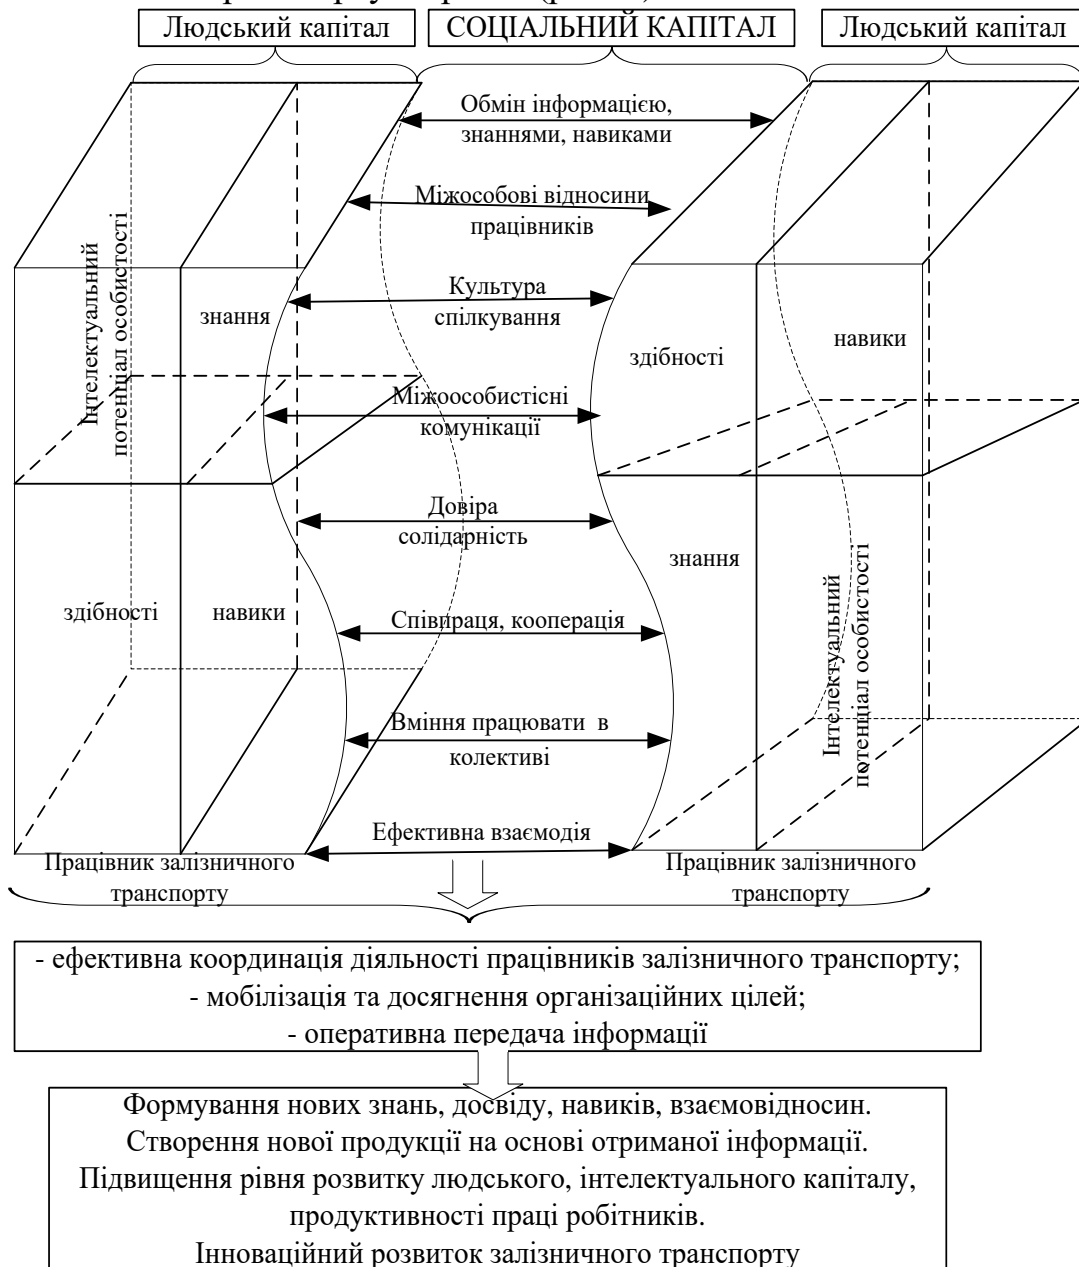 Людський капітал
СОЦІАЛЬНИЙ КАПІТАЛ
Людський капітал
Обмін інформацією,
знаннями, навиками
Міжособові відносини
працівників
Культура
спілкування
Міжоособистісні
комунікації
Довіра
солідарність
Співпраця, кооперація
Вміння працювати в
колективі
Ефективна взаємодія
Інтелектуальний
потенціал особистості
знання
здібності
навики
здібності
навики
знання
Інтелектуальний
потенціал особистості
Працівник залізничного
транспорту
Працівник залізничного
транспорту
- ефективна координація діяльності працівників залізничного транспорту;
- мобілізація та досягнення організаційних цілей;
- оперативна передача інформації
Формування нових знань, досвіду, навиків, взаємовідносин.
Створення нової продукції на основі отриманої інформації.
Підвищення рівня розвитку людського, інтелектуального капіталу,
продуктивності праці робітників.
Інноваційний розвиток залізничного транспорту